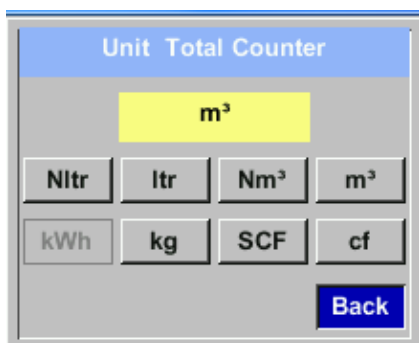 Unit Total Counter
m³
Nltr ltr Nm³ m³
kWh kg SCF cf
Back